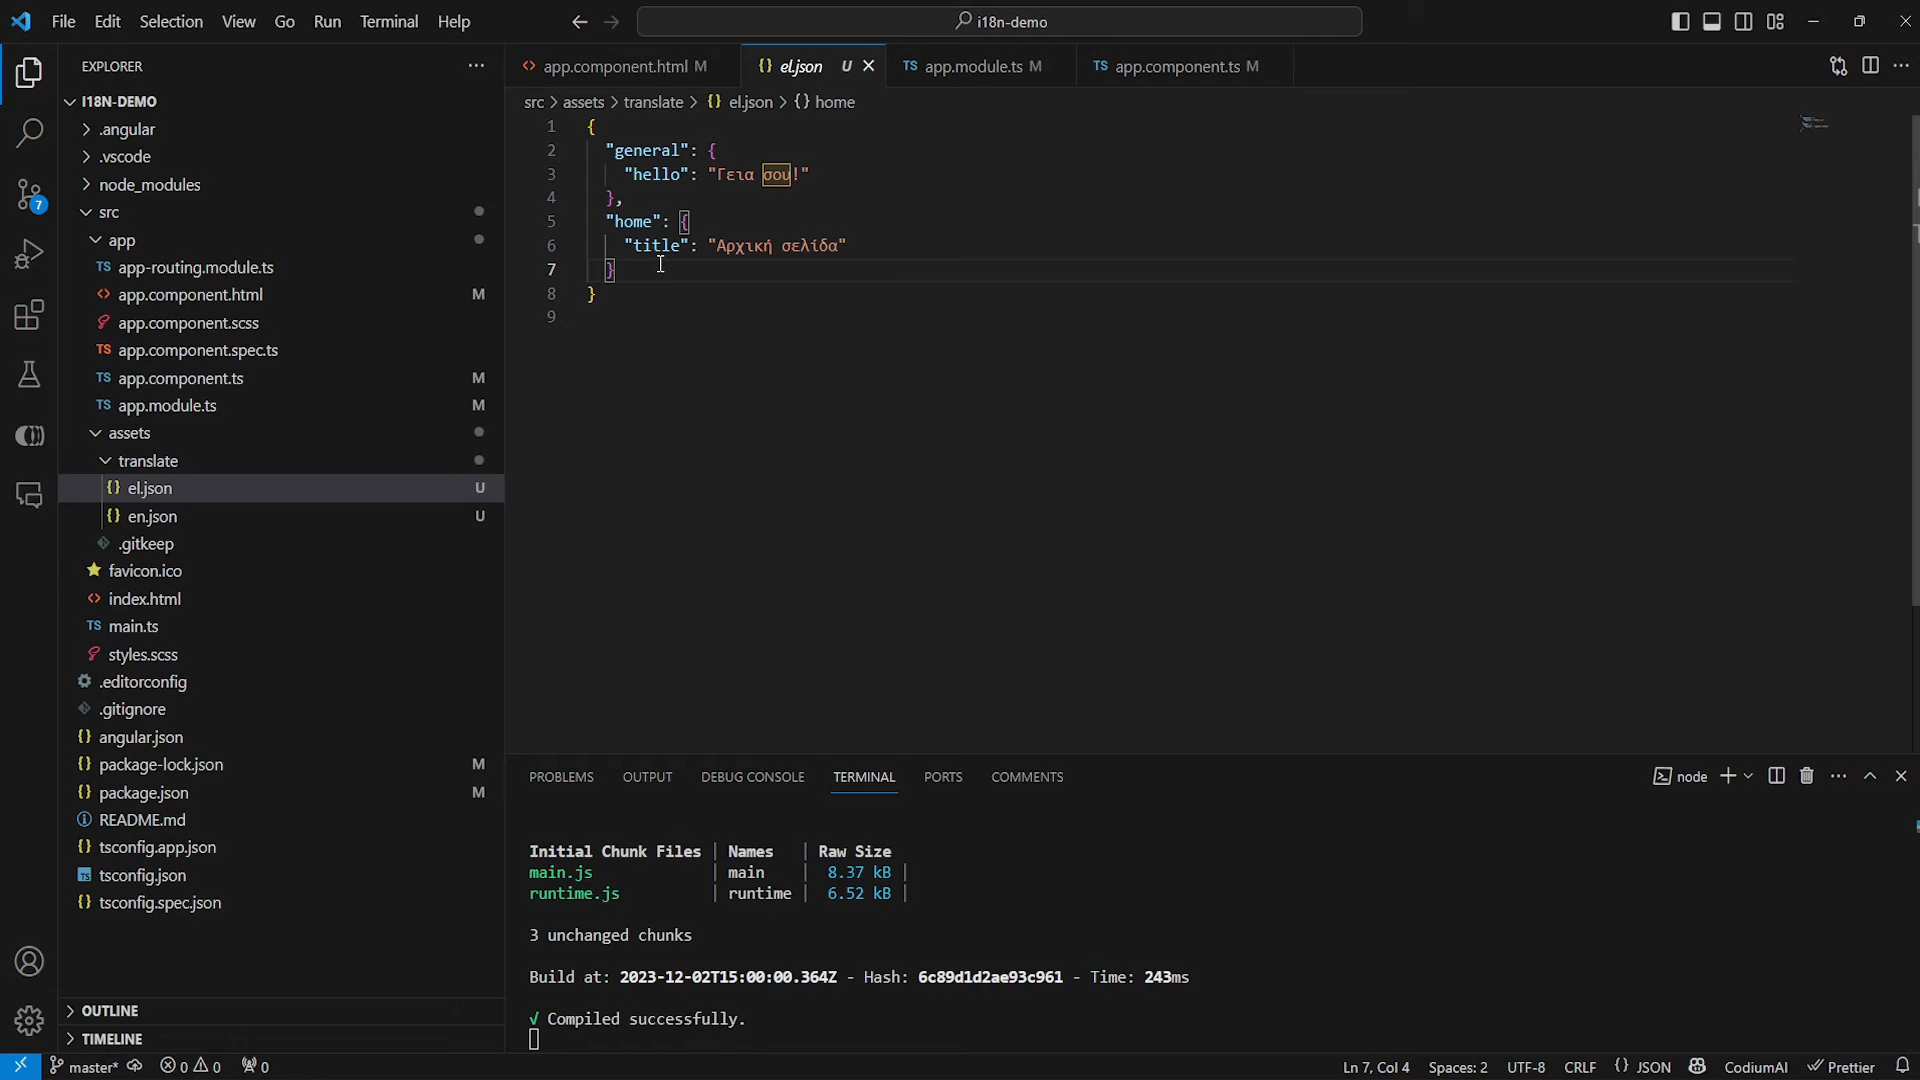 File Edit Selection View Go Run Terminal Help
i18n-demo
EXPLORER
I18N-DEMO
.angular
.vscode
node_modules
src
app
TS app-routing.module.ts
app.component.html M
app.component.scss
TS app.component.spec.ts
TS app.component.ts M
TS app.module.ts M
assets
translate
{} el.json U
{} en.json U
.gitkeep
favicon.ico
index.html
TS main.ts
styles.scss
.editorconfig
.gitignore
{} angular.json
{} package-lock.json M
{} package.json M
README.md
{} tsconfig.app.json
TS tsconfig.json
{} tsconfig.spec.json
OUTLINE
TIMELINE
7
app.component.html M
{} el.json U
TS app.module.ts M
TS app.component.ts M
src > assets > translate > {} el.json > {} home
1 {
2 "general": {
3 "hello": "Γεια σου!"
4 },
5 "home": {
6 "title": "Αρχική σελίδα"
7 }
8 }
9
PROBLEMS OUTPUT DEBUG CONSOLE TERMINAL PORTS COMMENTS
node
Initial Chunk Files | Names | Raw Size
main.js | main | 8.37 kB |
runtime.js | runtime | 6.52 kB |
3 unchanged chunks
Build at: 2023-12-02T15:00:00.364Z - Hash: 6c89d1d2ae93c961 - Time: 243ms
√ Compiled successfully.
master* 0 0 0
Ln 7, Col 4 Spaces: 2 UTF-8 CRLF {} JSON CodiumAI Prettier